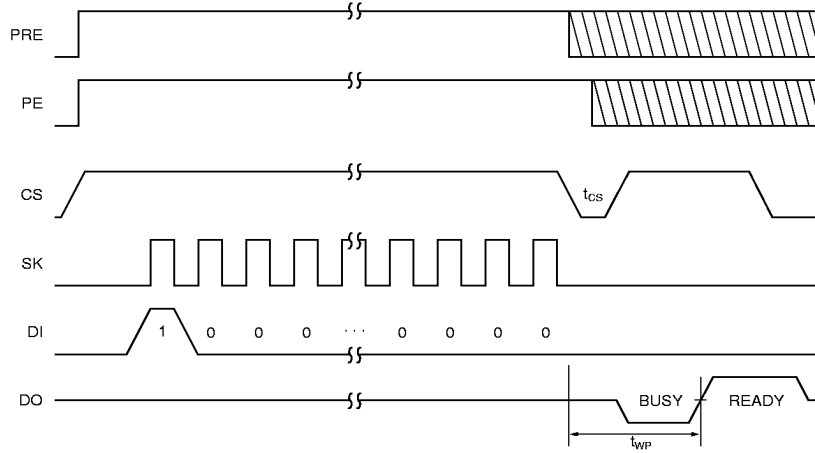 PRE
PE
CS
tCS
SK
DI
1 0 0 0 ... 0 0 0 0
DO
BUSY READY
tWP